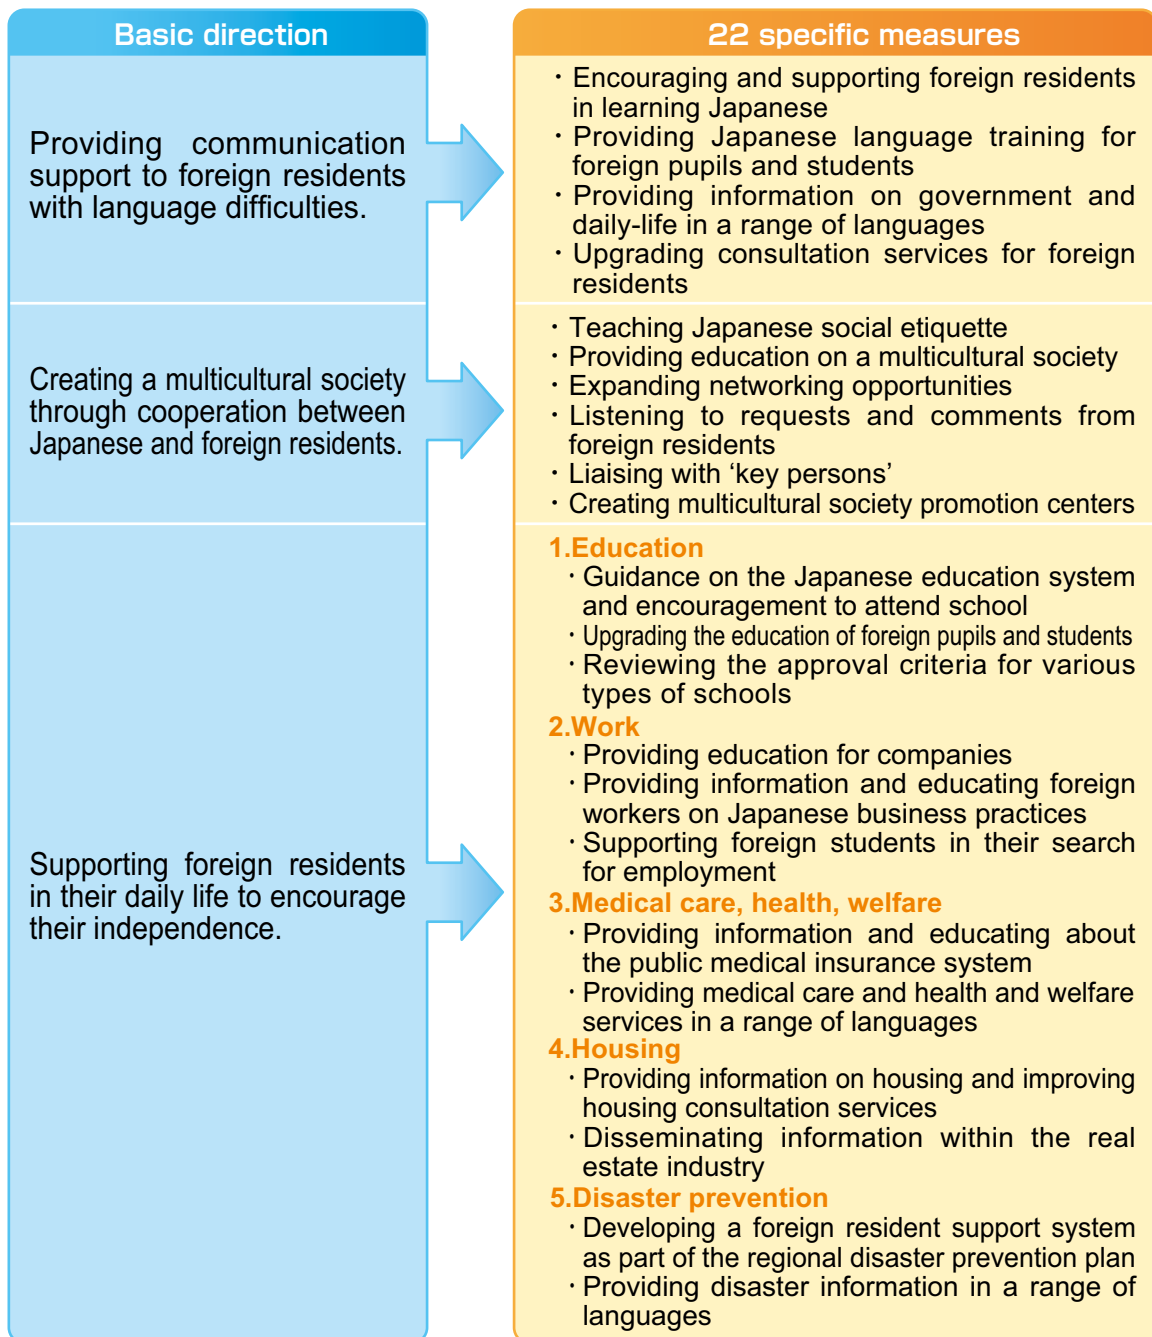 Basic direction
22 specific measures
Providing communication
support to foreign residents
with language difficulties.
・Encouraging and supporting foreign residents
in learning Japanese
・Providing Japanese language training for
foreign pupils and students
・Providing information on government and
daily-life in a range of languages
・Upgrading consultation services for foreign
residents
Creating a multicultural society
through cooperation between
Japanese and foreign residents.
・Teaching Japanese social etiquette
・Providing education on a multicultural society
・Expanding networking opportunities
・Listening to requests and comments from
foreign residents
・Liaising with ‘key persons’
・Creating multicultural society promotion centers
Supporting foreign residents
in their daily life to encourage
their independence.
1.Education
・Guidance on the Japanese education system
and encouragement to attend school
・Upgrading the education of foreign pupils and students
・Reviewing the approval criteria for various
types of schools
2.Work
・Providing education for companies
・Providing information and educating foreign
workers on Japanese business practices
・Supporting foreign students in their search
for employment
3.Medical care, health, welfare
・Providing information and educating about
the public medical insurance system
・Providing medical care and health and welfare
services in a range of languages
4.Housing
・Providing information on housing and improving
housing consultation services
・Disseminating information within the real
estate industry
5.Disaster prevention
・Developing a foreign resident support system
as part of the regional disaster prevention plan
・Providing disaster information in a range of
languages